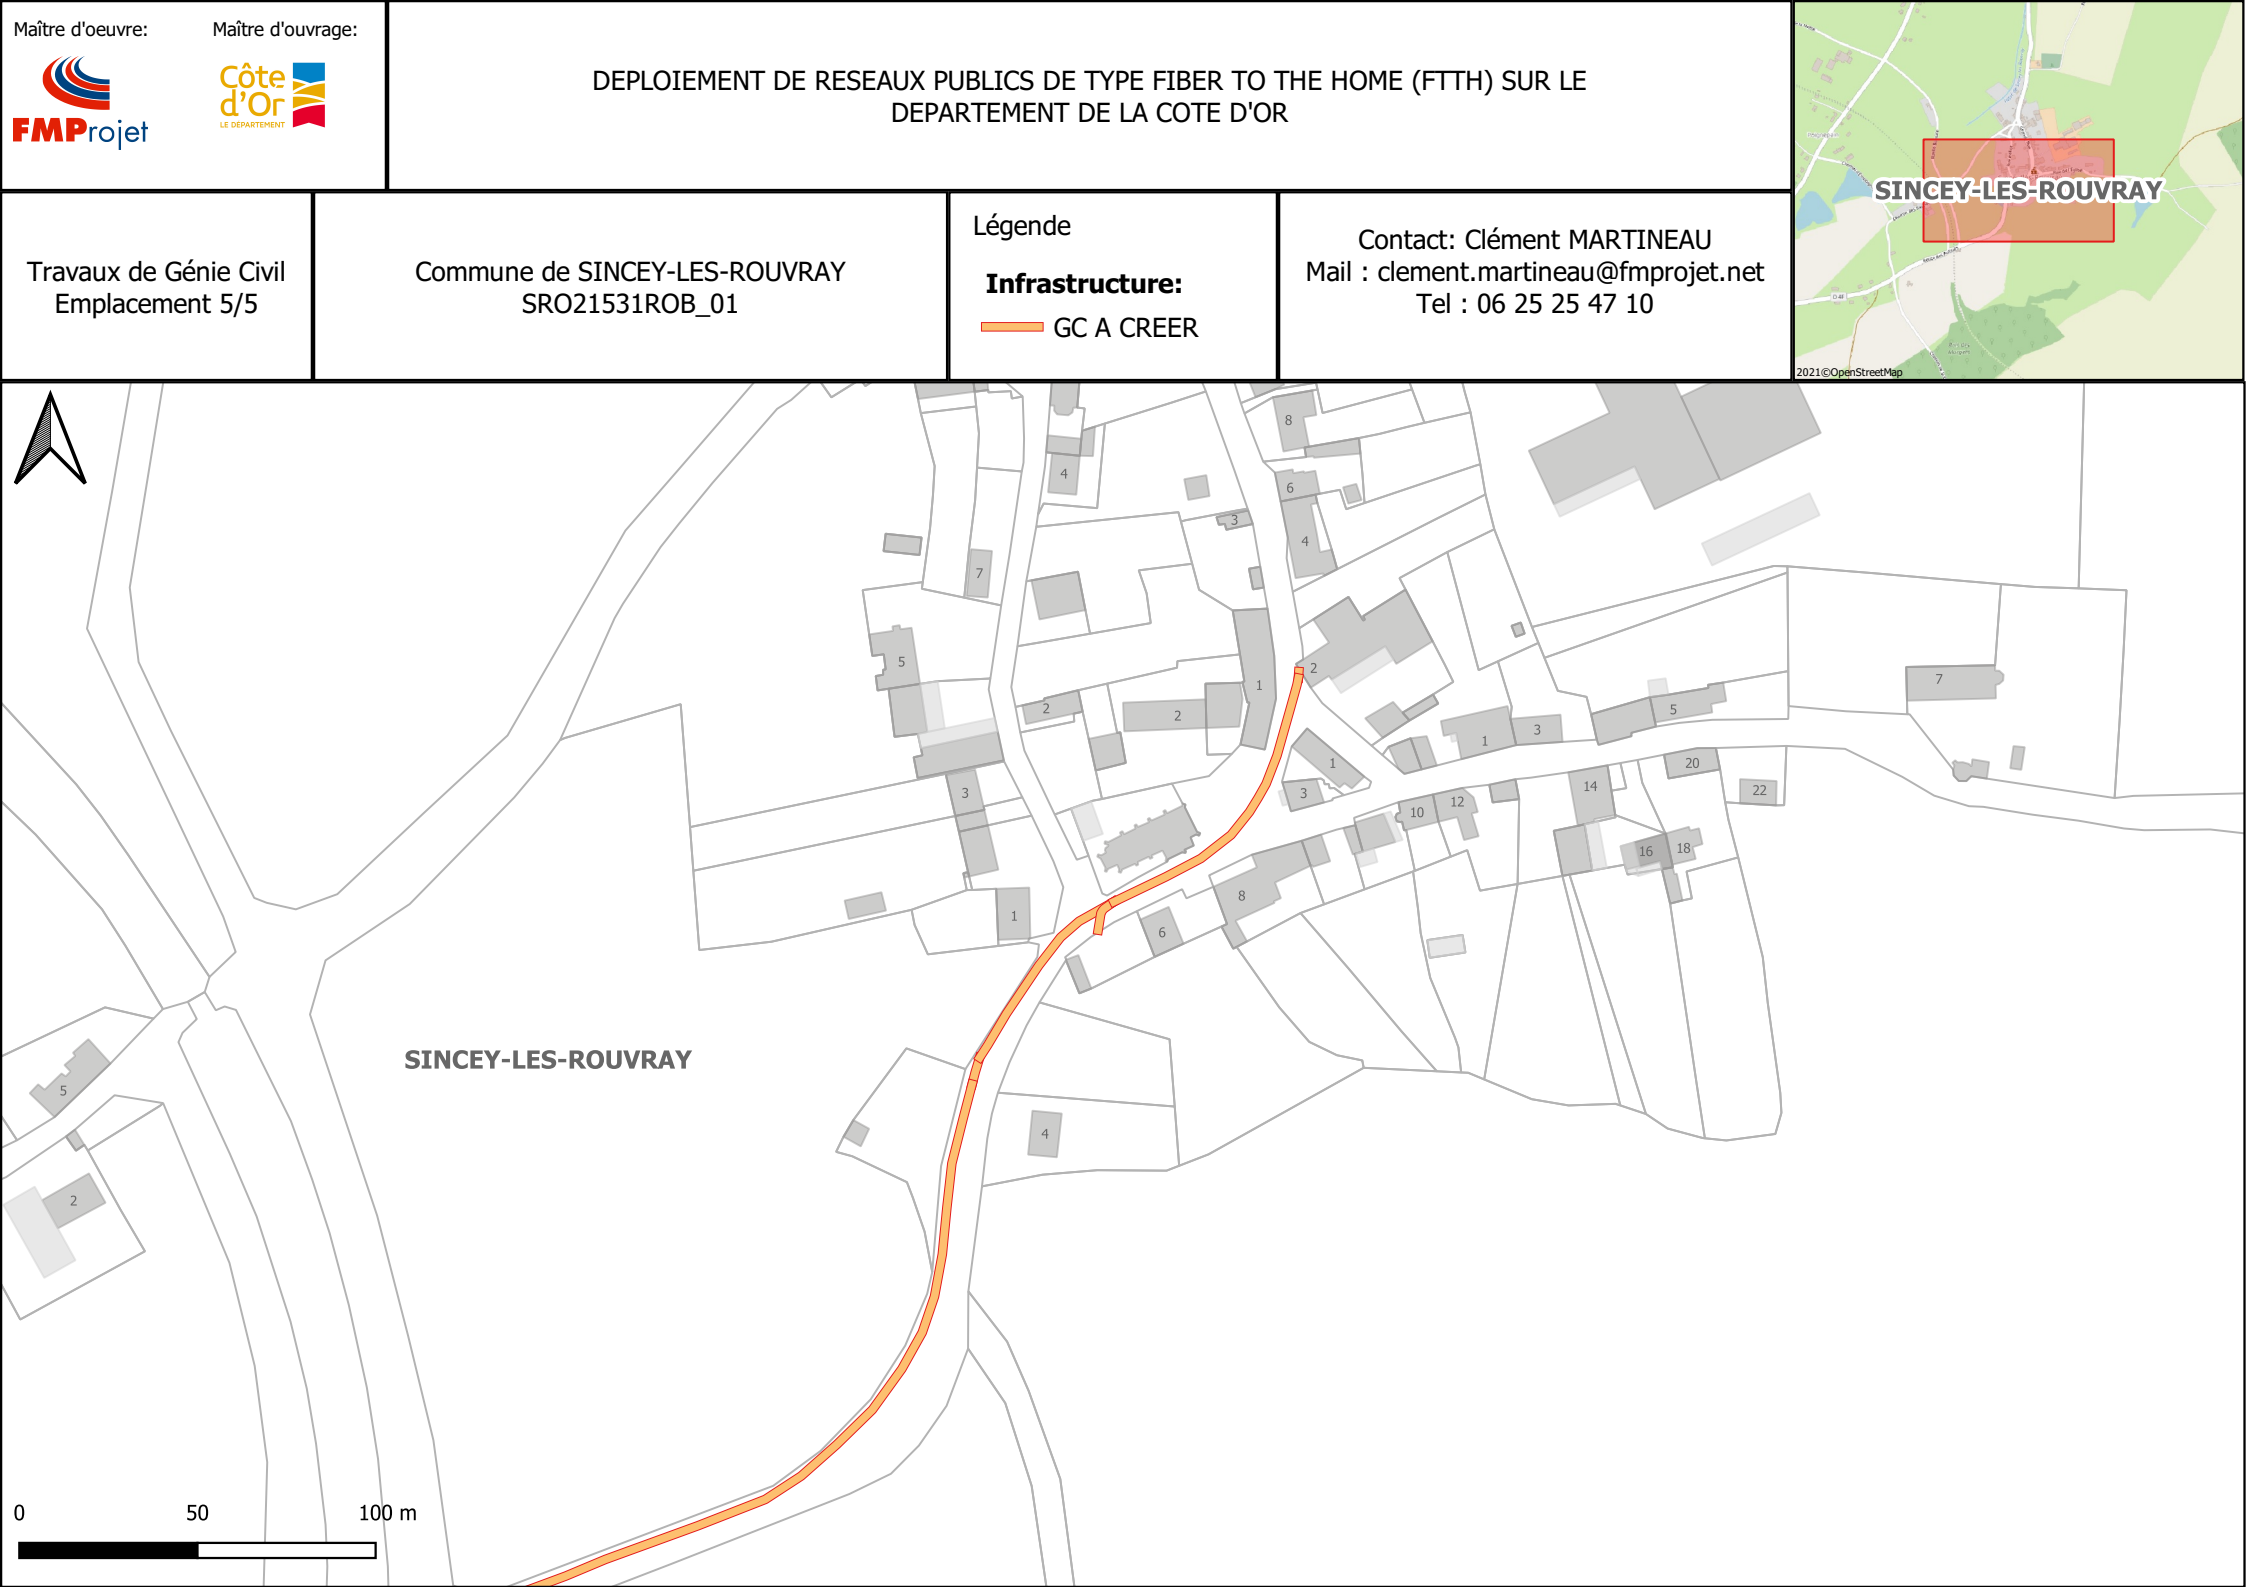 Maître d'oeuvre:
Maître d'ouvrage:
FMProjet
Côte
d'Or
LE DÉPARTEMENT
DEPLOIEMENT DE RESEAUX PUBLICS DE TYPE FIBER TO THE HOME (FTTH) SUR LE
DEPARTEMENT DE LA COTE D'OR
Travaux de Génie Civil
Emplacement 5/5
Commune de SINCEY-LES-ROUVRAY
SRO21531ROB_01
Légende
Infrastructure:
GC A CREER
Contact: Clément MARTINEAU
Mail : clement.martineau@fmprojet.net
Tel : 06 25 25 47 10
SINCEY-LES-ROUVRAY
2021©OpenStreetMap
8
4
6
3
4
7
5
2
1
2
2
7
5
3
1
1
3
20
14
22
3
12
10
16
18
8
1
6
SINCEY-LES-ROUVRAY
5
4
2
0
50
100 m